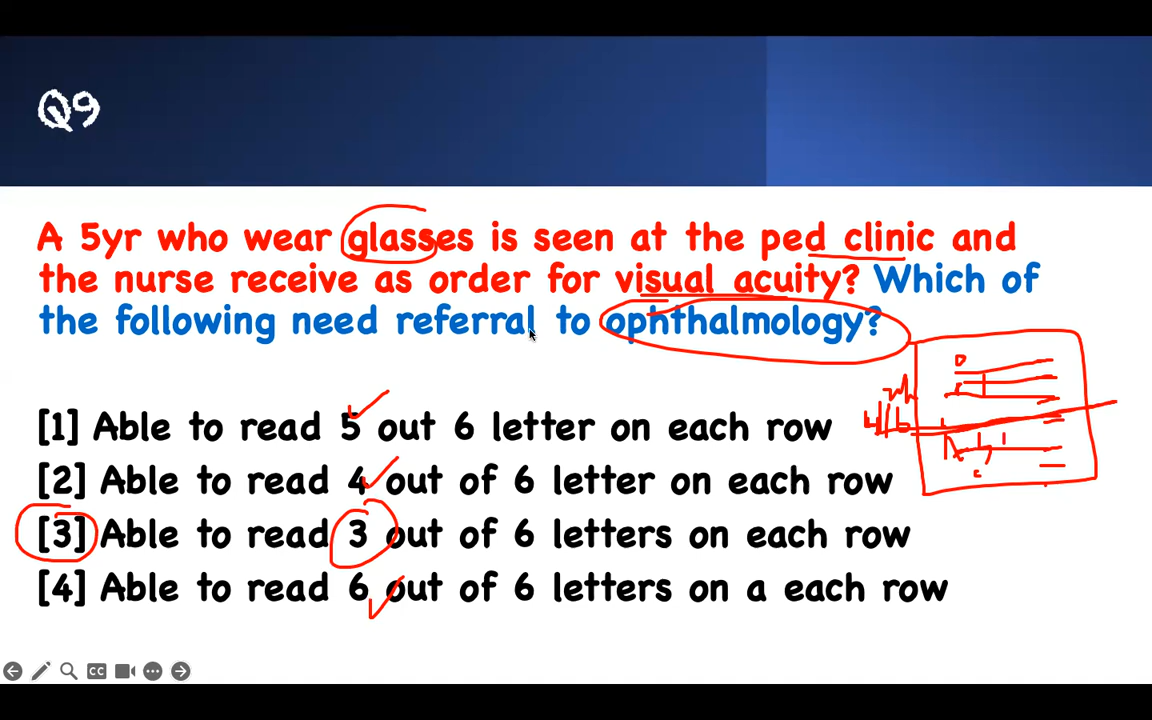 Q9
A 5yr who wear glasses is seen at the ped clinic and
the nurse receive as order for visual acuity? Which of
the following need referral to ophthalmology?
[1] Able to read 5 out 6 letter on each row
[2] Able to read 4 out of 6 letter on each row
[3] Able to read 3 out of 6 letters on each row
[4] Able to read 6 out of 6 letters on a each row
4/6
CC